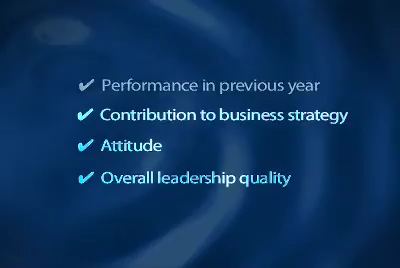 ✔ Performance in previous year
✔ Contribution to business strategy
✔ Attitude
✔ Overall leadership quality